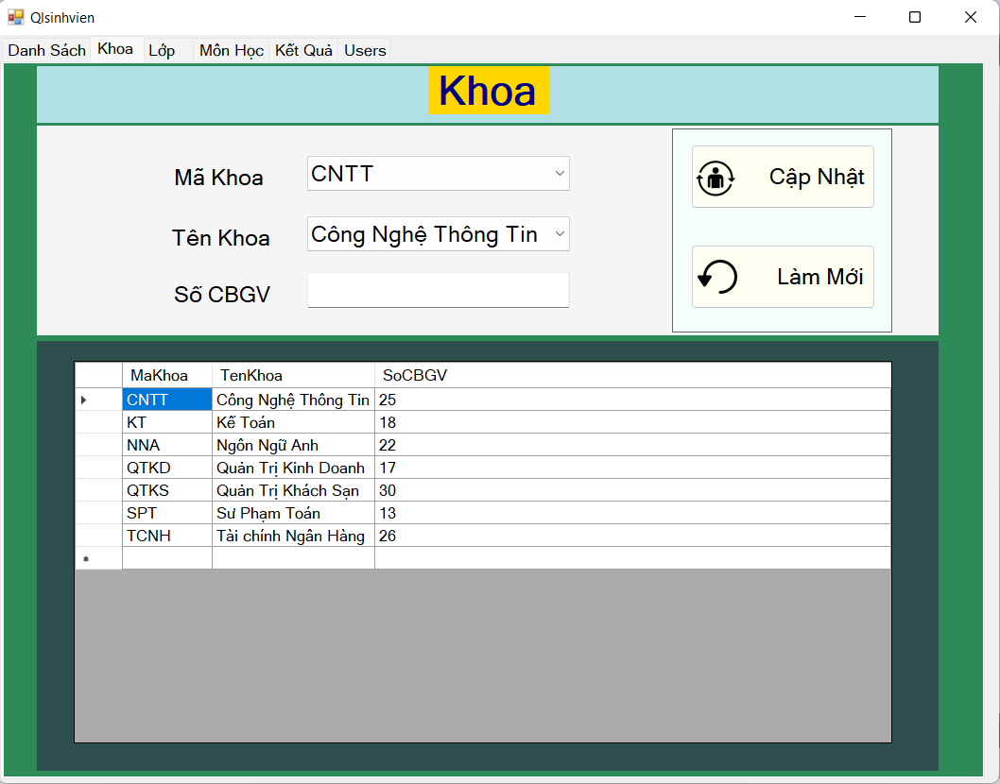 Qlsinhvien
Danh Sách Khoa Lớp Môn Học Kết Quả Users
Khoa
Mã Khoa CNTT
Cập Nhật
Tên Khoa Công Nghệ Thông Tin
Làm Mới
Số CBGV
MaKhoa TenKhoa SoCBGV
CNTT Công Nghệ Thông Tin 25
KT Kế Toán 18
NNA Ngôn Ngữ Anh 22
QTKD Quản Trị Kinh Doanh 17
QTKS Quản Trị Khách Sạn 30
SPT Sư Phạm Toán 13
TCNH Tài chính Ngân Hàng 26